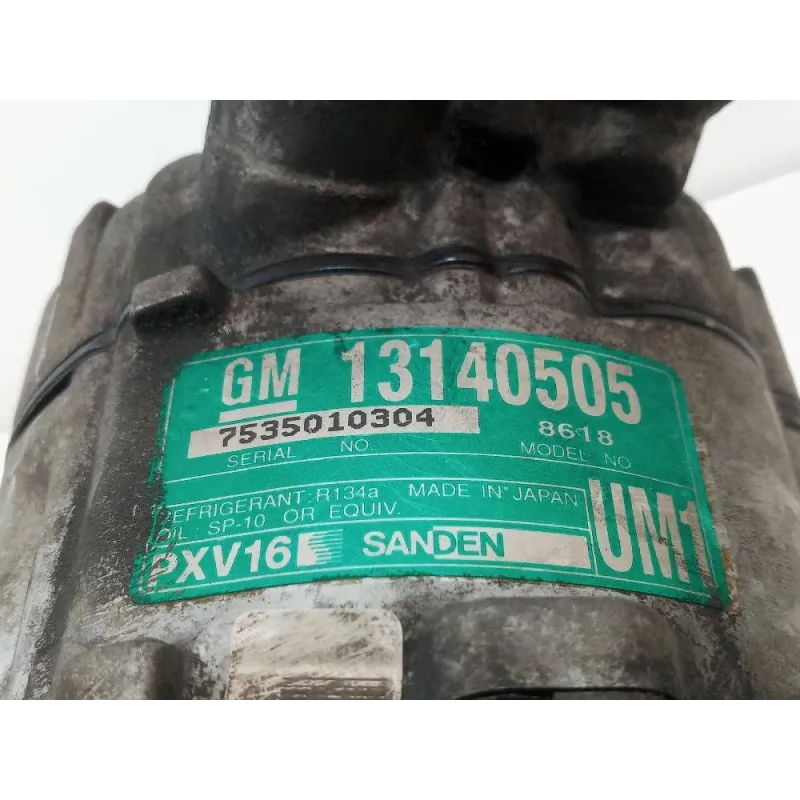 GM 13140505
7535010304 8618
SERIAL NO. MODEL NO
REFRIGERANT: R134a MADE IN JAPAN
OIL: SP-10 OR EQUIV.
PXV16 SANDEN UM1